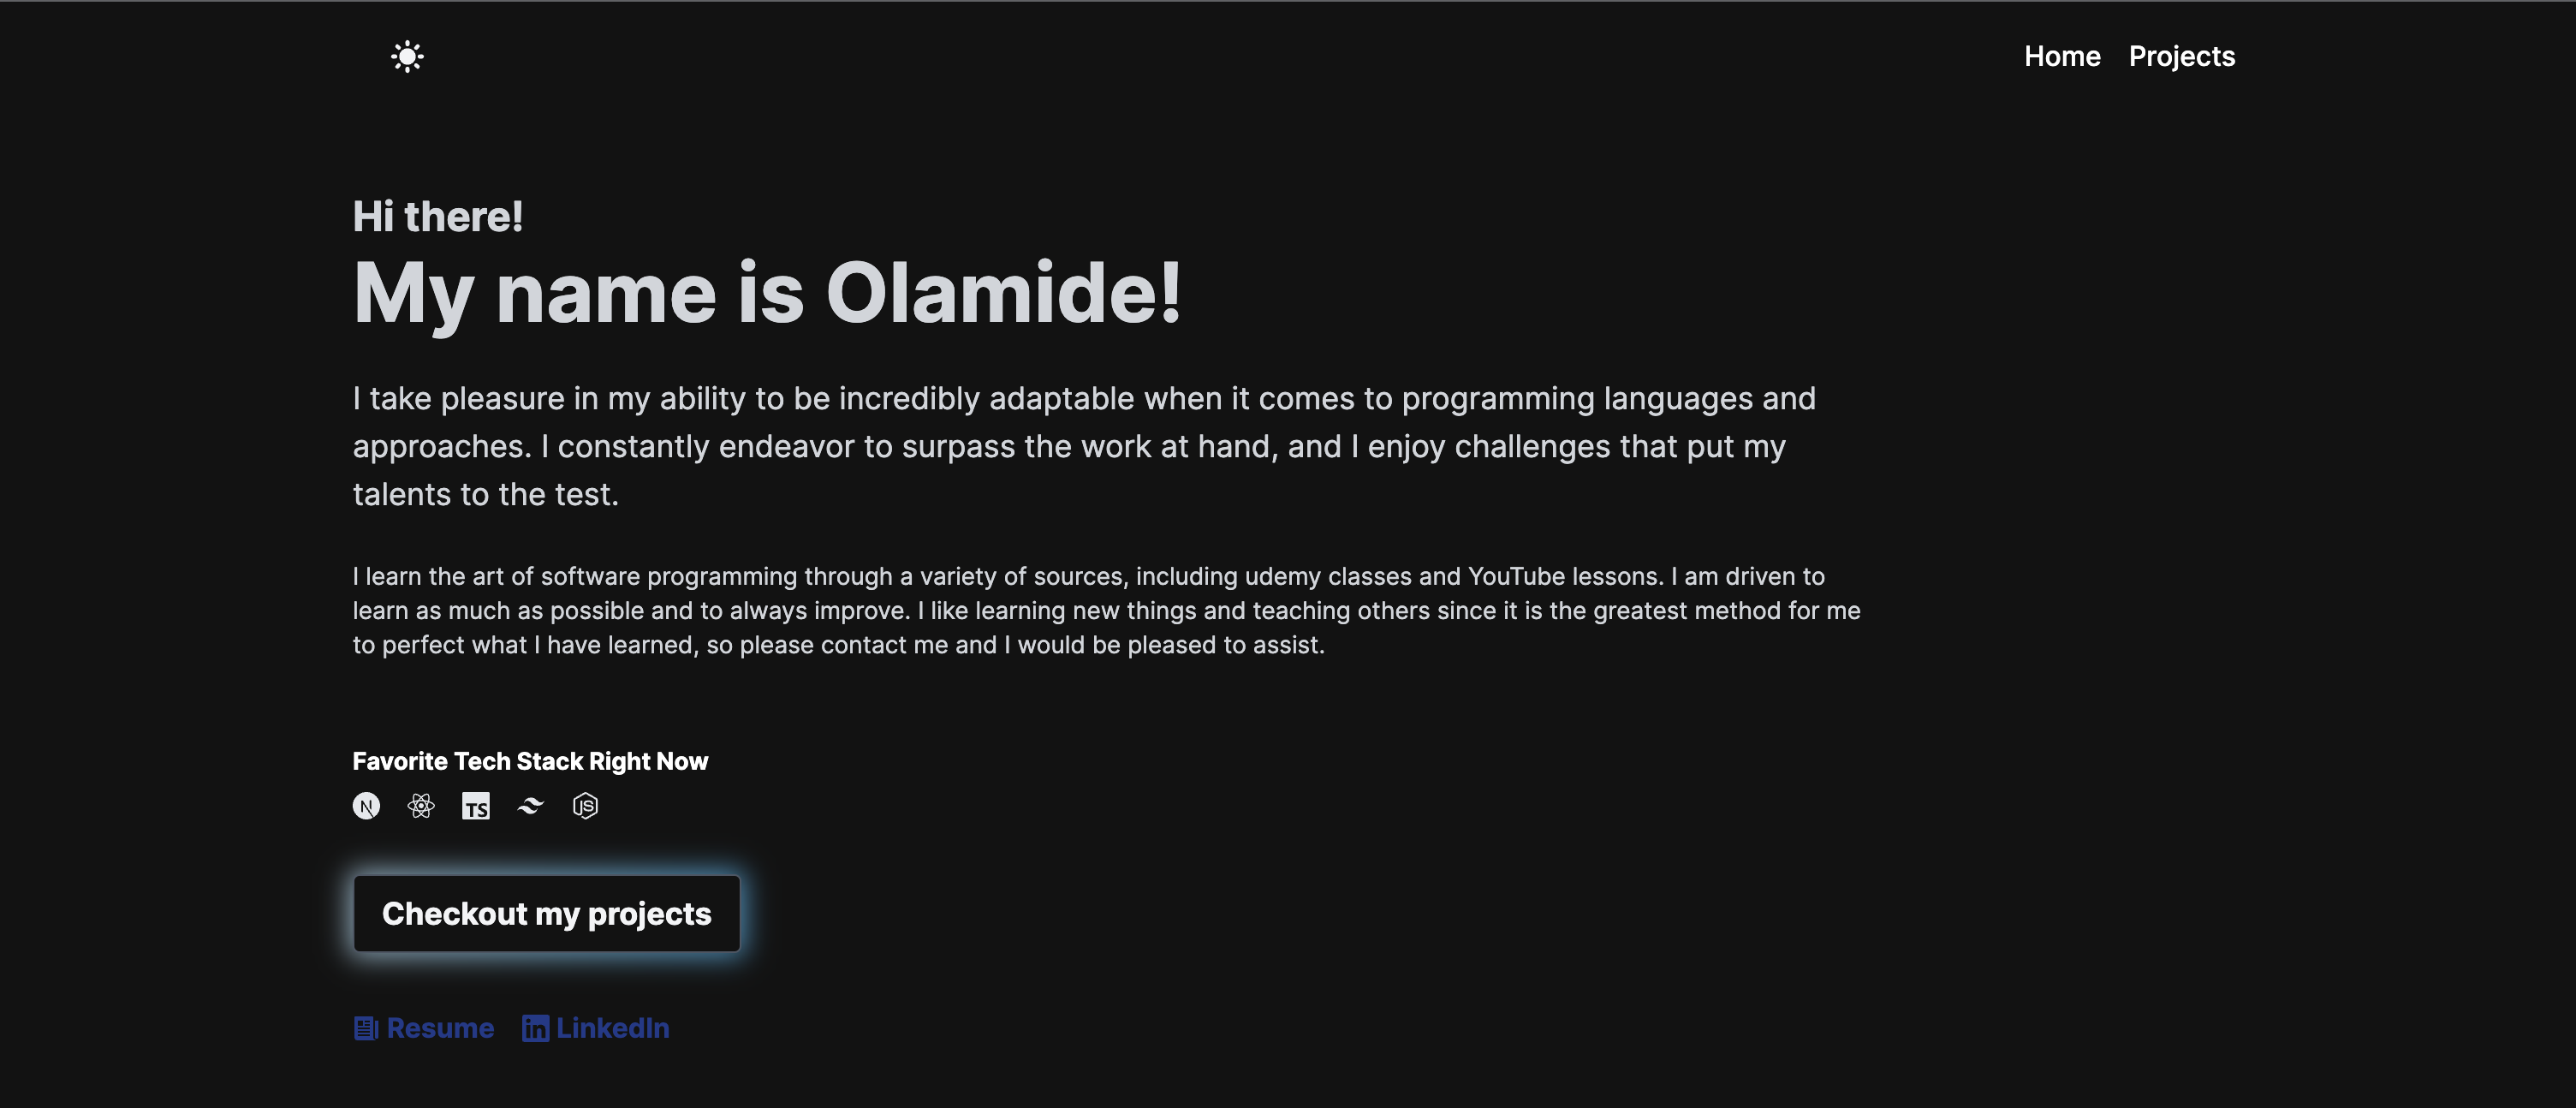 Home Projects
Hi there!
My name is Olamide!
I take pleasure in my ability to be incredibly adaptable when it comes to programming languages and
approaches. I constantly endeavor to surpass the work at hand, and I enjoy challenges that put my
talents to the test.
I learn the art of software programming through a variety of sources, including udemy classes and YouTube lessons. I am driven to
learn as much as possible and to always improve. I like learning new things and teaching others since it is the greatest method for me
to perfect what I have learned, so please contact me and I would be pleased to assist.
Favorite Tech Stack Right Now
N TS JS
Checkout my projects
Resume in LinkedIn